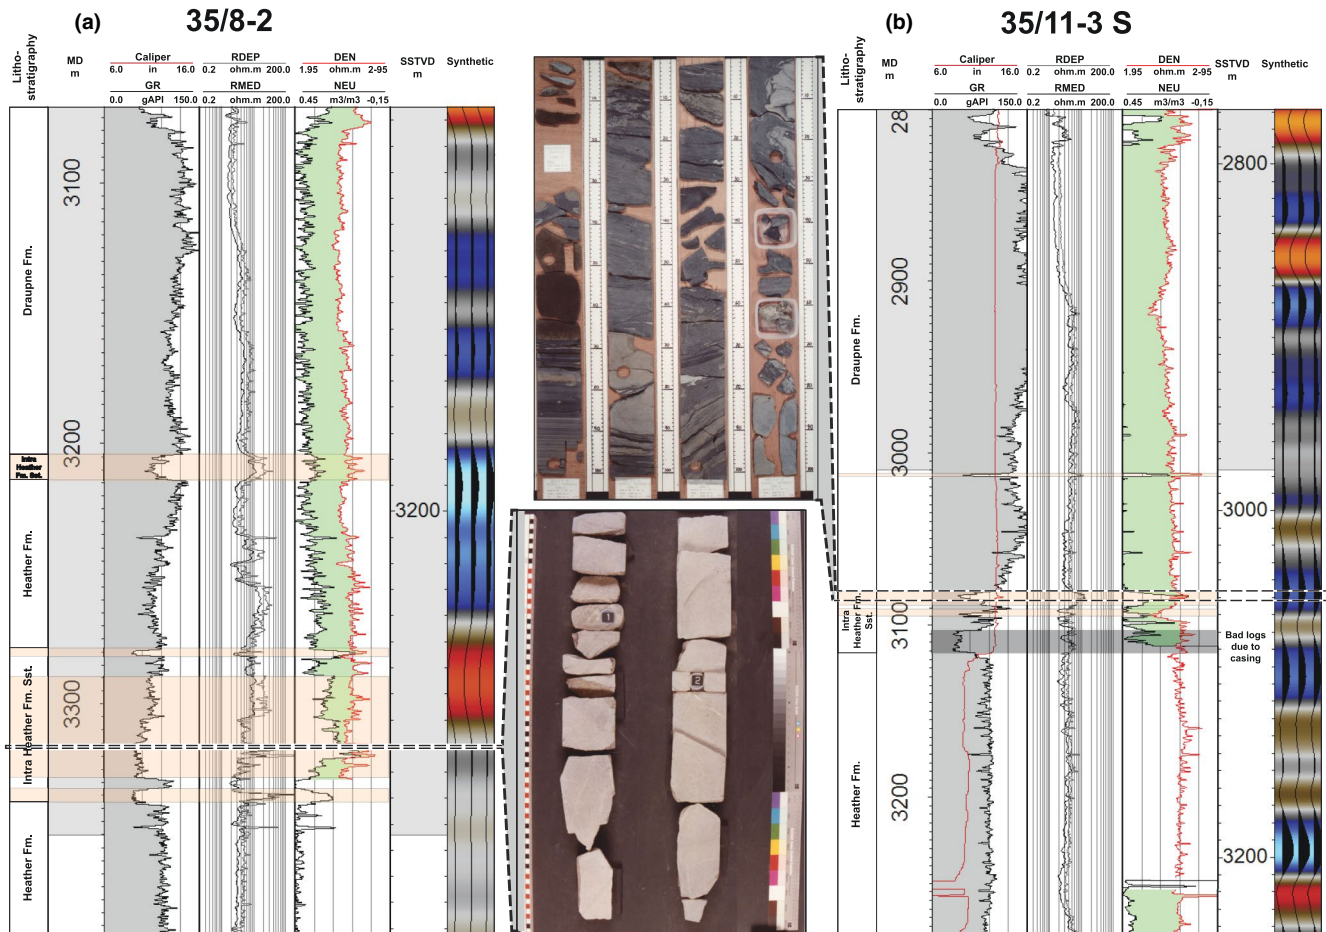 (a)
35/8-2
Litho-
stratigraphy
MD
m
Caliper
6.0 in 16.0
GR
0.0 gAPI 150.0
RDEP
0.2 ohm.m 200.0
RMED
0.2 ohm.m 200.0
DEN
1.95 ohm.m 2.95
NEU
0.45 m3/m3 -0,15
SSTVD
m
Synthetic
Draupne Fm.
Intra
Heather
Fm. Sst.
Heather Fm.
Intra Heather Fm. Sst.
Heather Fm.
3100
3200
3300
3200
1
2
(b)
35/11-3 S
Litho-
stratigraphy
MD
m
Caliper
6.0 in 16.0
GR
0.0 gAPI 150.0
RDEP
0.2 ohm.m 200.0
RMED
0.2 ohm.m 200.0
DEN
1.95 ohm.m 2.95
NEU
0.45 m3/m3 -0,15
SSTVD
m
Synthetic
Draupne Fm.
Intra
Heather Fm.
Sst.
Heather Fm.
28
2900
3000
3100
3200
2800
3000
3200
Bad logs
due to
casing